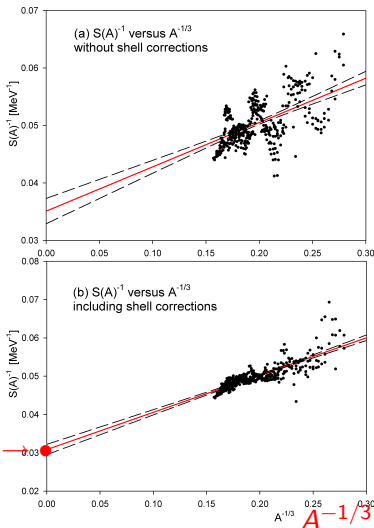 0.07
(a) S(A)⁻¹ versus A⁻¹/³
without shell corrections
0.06
S(A)⁻¹ [MeV⁻¹]
0.05
0.04
0.03
0.00 0.05 0.10 0.15 0.20 0.25 0.30
0.08
(b) S(A)⁻¹ versus A⁻¹/³
including shell corrections
0.07
0.06
S(A)⁻¹ [MeV⁻¹]
0.05
0.04
0.03
0.02
0.00 0.05 0.10 0.15 0.20 0.25 0.30
A⁻¹/³ A⁻¹/³